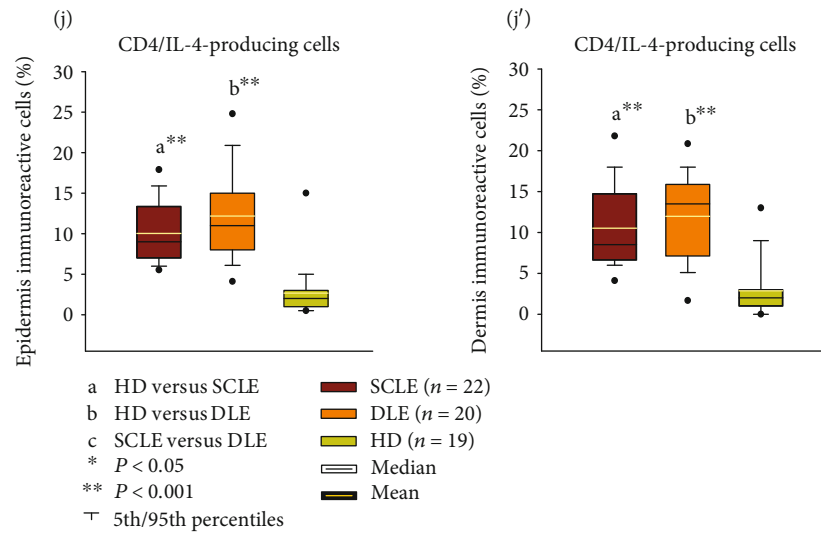 (j)
CD4/IL-4-producing cells
Epidermis immunoreactive cells (%)
30
25
20
15
10
5
0
a**
b**
(j′)
CD4/IL-4-producing cells
Dermis immunoreactive cells (%)
30
25
20
15
10
5
0
a**
b**
a HD versus SCLE
b HD versus DLE
c SCLE versus DLE
* P < 0.05
** P < 0.001
5th/95th percentiles
SCLE (n = 22)
DLE (n = 20)
HD (n = 19)
Median
Mean